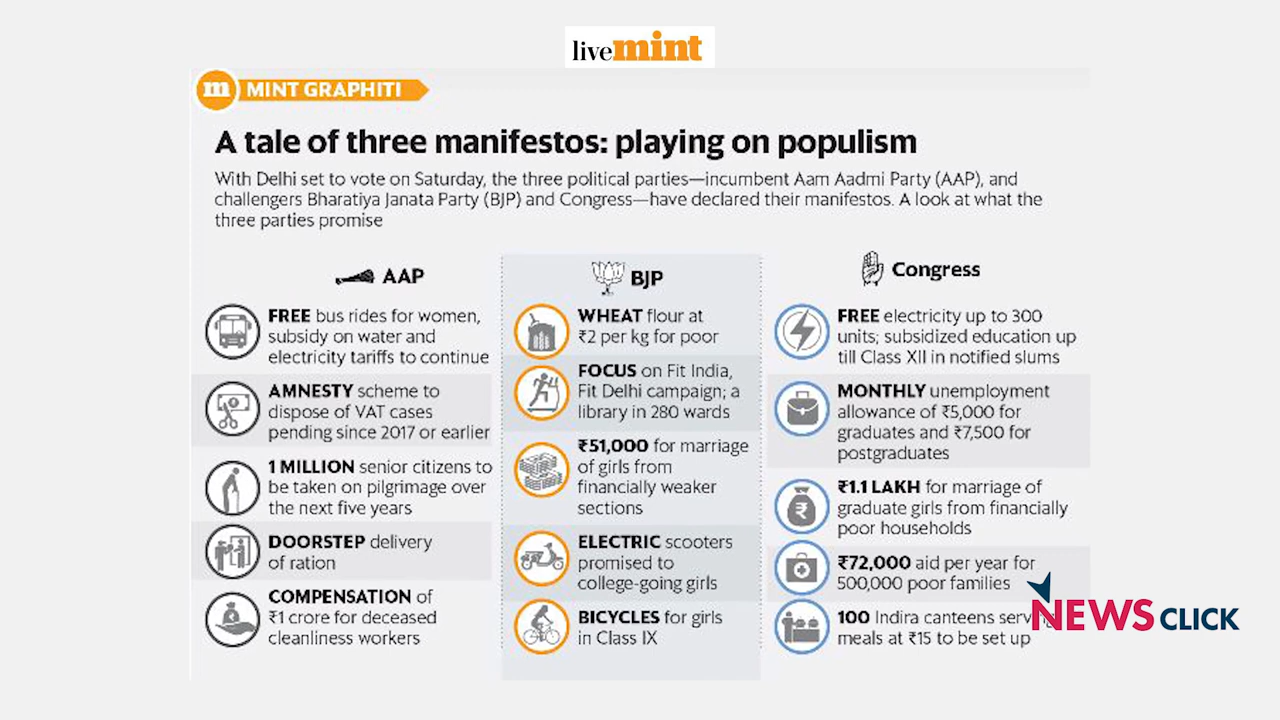 livemint
m MINT GRAPHITI
A tale of three manifestos: playing on populism
With Delhi set to vote on Saturday, the three political parties—incumbent Aam Aadmi Party (AAP), and
challengers Bharatiya Janata Party (BJP) and Congress—have declared their manifestos. A look at what the
three parties promise
AAP
FREE bus rides for women,
subsidy on water and
electricity tariffs to continue
AMNESTY scheme to
dispose of VAT cases
pending since 2017 or earlier
1 MILLION senior citizens to
be taken on pilgrimage over
the next five years
DOORSTEP delivery
of ration
COMPENSATION of
₹1 crore for deceased
cleanliness workers
BJP
WHEAT flour at
₹2 per kg for poor
FOCUS on Fit India,
Fit Delhi campaign; a
library in 280 wards
₹51,000 for marriage
of girls from
financially weaker
sections
ELECTRIC scooters
promised to
college-going girls
BICYCLES for girls
in Class IX
Congress
FREE electricity up to 300
units; subsidized education up
till Class XII in notified slums
MONTHLY unemployment
allowance of ₹5,000 for
graduates and ₹7,500 for
postgraduates
₹1.1 LAKH for marriage of
graduate girls from financially
poor households
₹72,000 aid per year for
500,000 poor families
100 Indira canteens
meals at ₹15 to be set up
NEWS CLICK